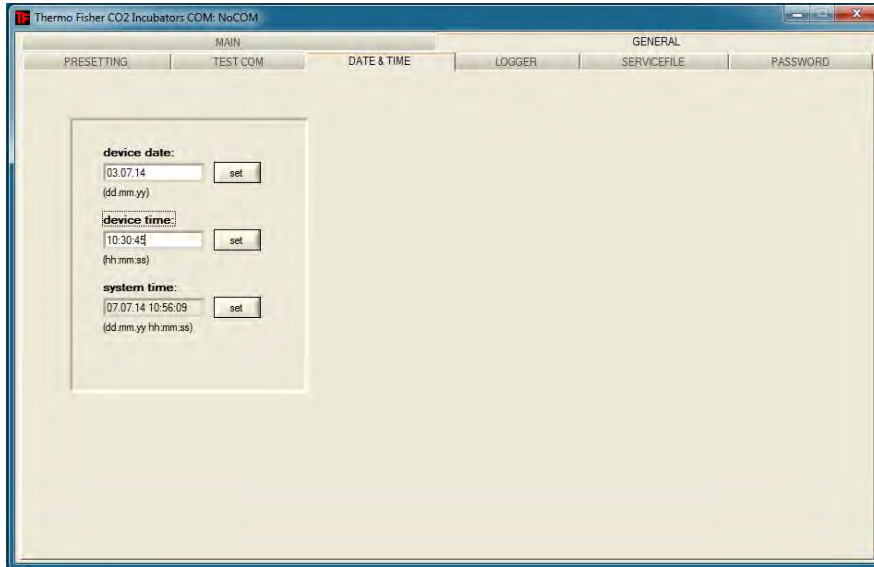 Thermo Fisher CO2 Incubators COM: NoCOM
MAIN GENERAL
PRESETTING TEST COM DATE & TIME LOGGER SERVICEFILE PASSWORD
device date:
03.07.14 set
(dd.mm.yy)
device time:
10:30:45 set
(hh:mm:ss)
system time:
07.07.14 10:56:09 set
(dd.mm.yy hh:mm:ss)